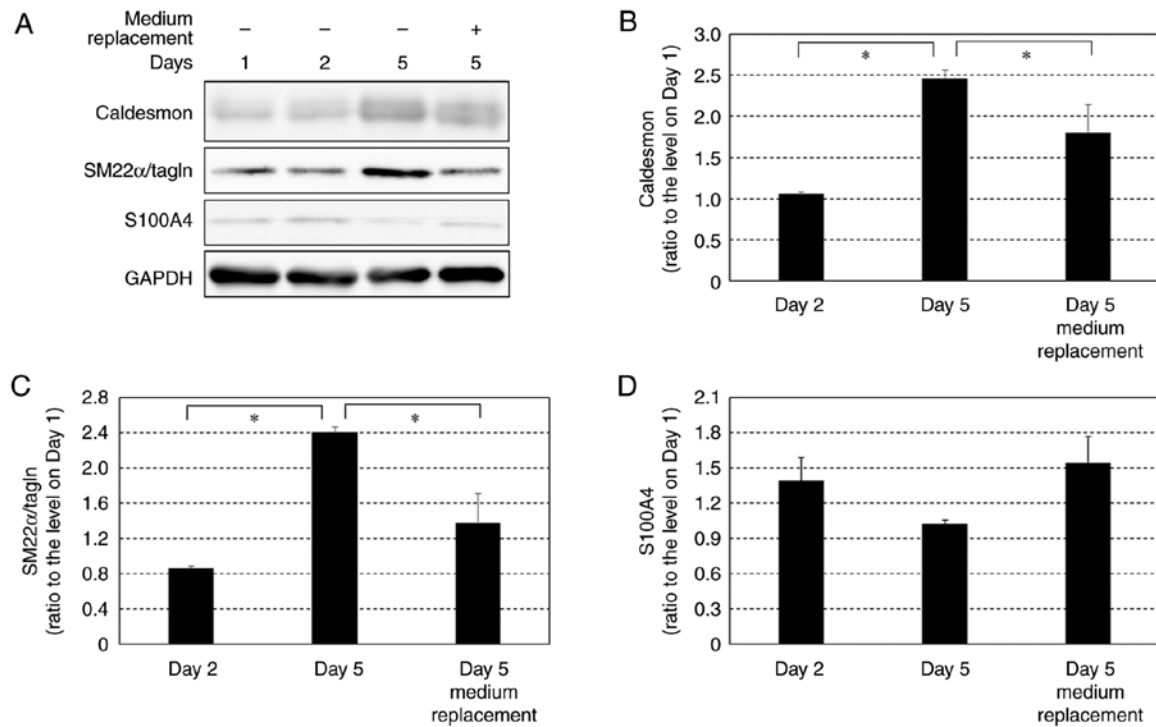 A
Medium
replacement – – – +
Days 1 2 5 5
Caldesmon
SM22α/tagln
S100A4
GAPDH
B
Caldesmon
(ratio to the level on Day 1)
3.0
2.5
2.0
1.5
1.0
0.5
0
* *
Day 2 Day 5 Day 5
medium
replacement
C
SM22α/tagln
(ratio to the level on Day 1)
2.8
2.4
1.6
1.2
0.8
0.4
0
* *
Day 2 Day 5 Day 5
medium
replacement
D
S100A4
(ratio to the level on Day 1)
2.1
1.8
1.5
1.2
0.9
0.6
0.3
0
Day 2 Day 5 Day 5
medium
replacement